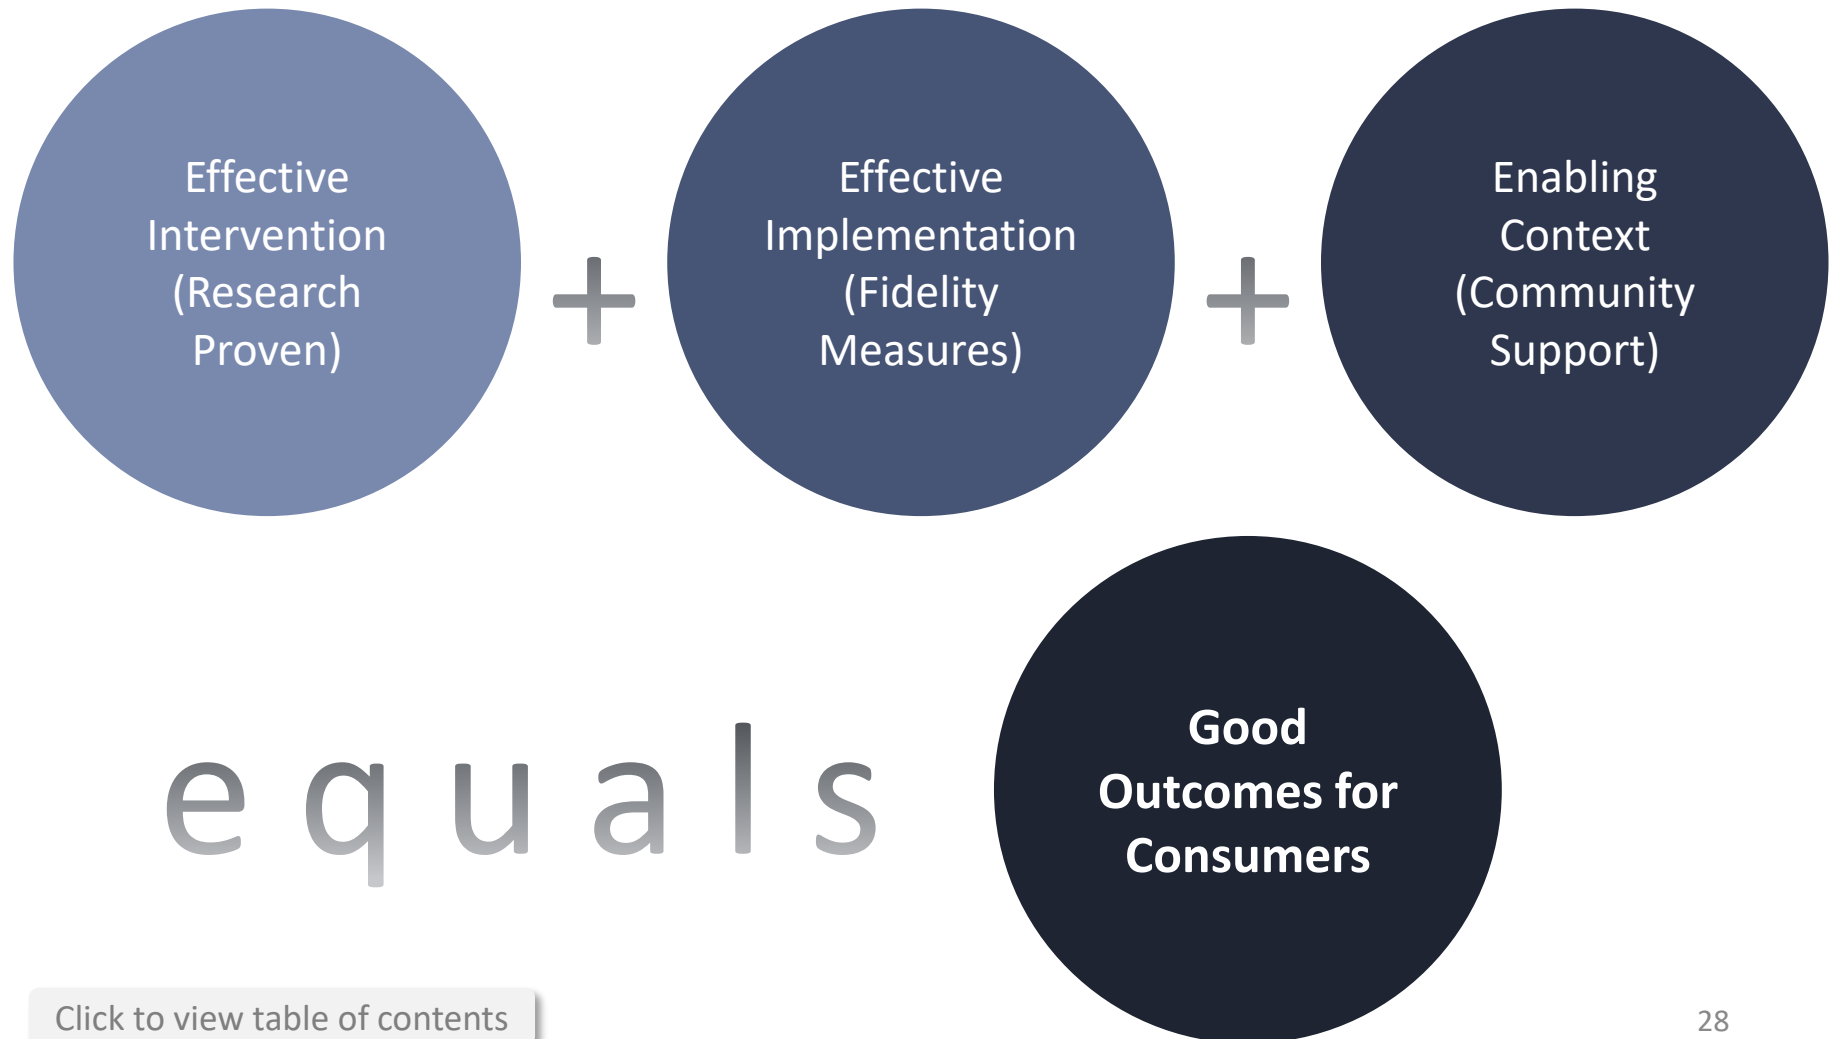 Effective
Intervention
(Research
Proven)
+
Effective
Implementation
(Fidelity
Measures)
+
Enabling
Context
(Community
Support)
equals
Good
Outcomes for
Consumers
Click to view table of contents
28